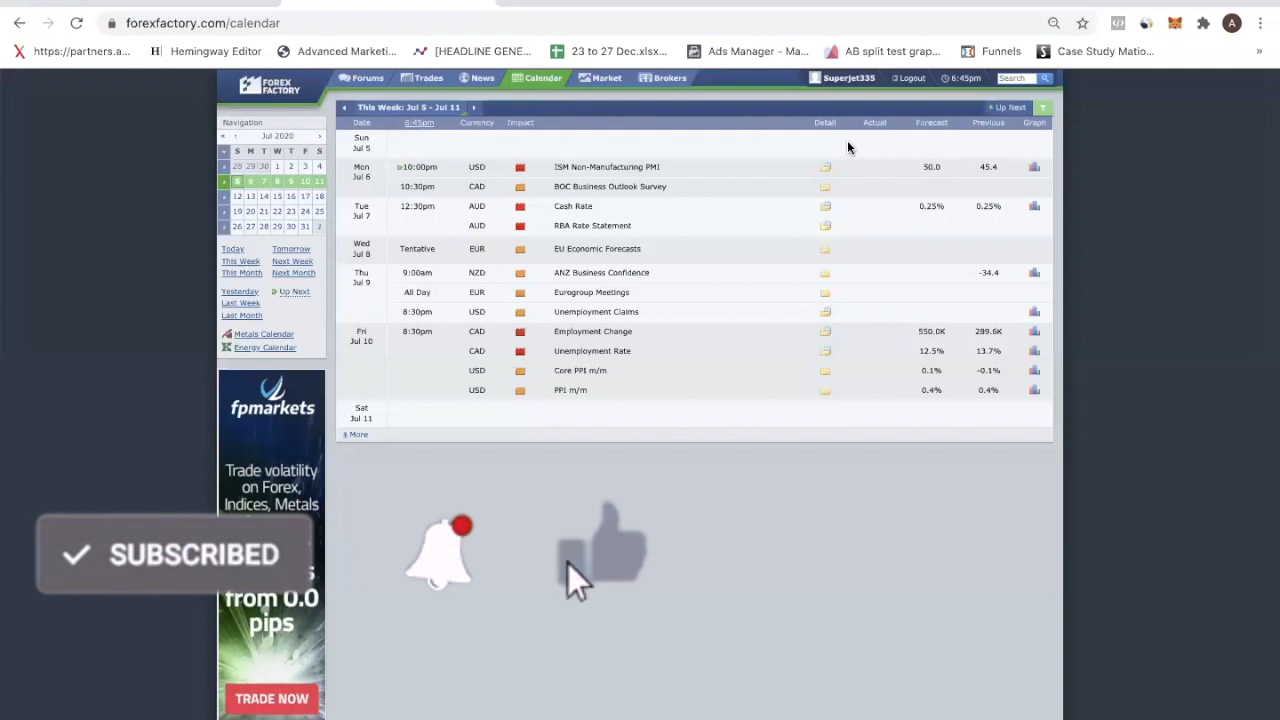 forexfactory.com/calendar
A
https://partners.a...
Hemingway Editor
Advanced Marketi...
[HEADLINE GENE...
23 to 27 Dec.xlsx...
Ads Manager - Ma...
AB split test grap...
Funnels
Case Study Matio...
»
FOREX FACTORY
Forums
Trades
News
Calendar
Market
Brokers
Superjet335
Logout
6:45pm
Search
Navigation
« ‹ Jul 2020 ›
S M T W T F S
28 29 30 1 2 3 4
5 6 7 8 9 10 11
12 13 14 15 16 17 18
19 20 21 22 23 24 25
26 27 28 29 30 31 1
Today Tomorrow
This Week Next Week
This Month Next Month
Yesterday Up Next
Last Week
Last Month
Metals Calendar
Energy Calendar
This Week: Jul 5 - Jul 11
Up Next
Date 6:45pm Currency Impact Detail Actual Forecast Previous Graph
Sun
Jul 5
Mon
Jul 6
10:00pm USD ISM Non-Manufacturing PMI 50.0 45.4
10:30pm CAD BOC Business Outlook Survey
Tue
Jul 7
12:30pm AUD Cash Rate 0.25% 0.25%
AUD RBA Rate Statement
Wed
Jul 8
Tentative EUR EU Economic Forecasts
Thu
Jul 9
9:00am NZD ANZ Business Confidence -34.4
All Day EUR Eurogroup Meetings
8:30pm USD Unemployment Claims
Fri
Jul 10
8:30pm CAD Employment Change 550.0K 289.6K
CAD Unemployment Rate 12.5% 13.7%
USD Core PPI m/m 0.1% -0.1%
USD PPI m/m 0.4% 0.4%
Sat
Jul 11
More
fpmarkets
Trade volatility
on Forex,
Indices, Metals
SUBSCRIBED
from 0.0
pips
TRADE NOW